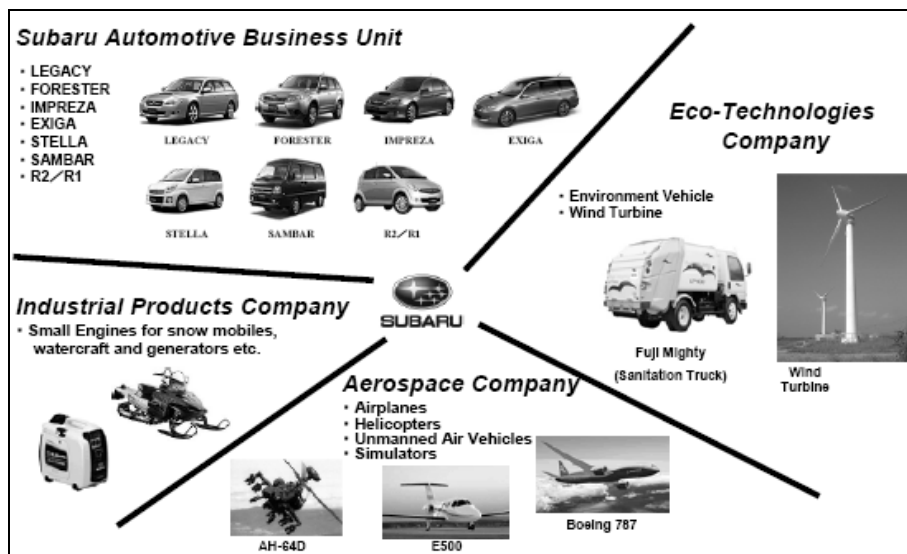 Subaru Automotive Business Unit
• LEGACY
• FORESTER
• IMPREZA
• EXIGA
• STELLA
• SAMBAR
• R2／R1
LEGACY
FORESTER
IMPREZA
EXIGA
STELLA
SAMBAR
R2／R1
Eco-Technologies
Company
• Environment Vehicle
• Wind Turbine
Fuji Mighty
(Sanitation Truck)
Wind
Turbine
SUBARU
Industrial Products Company
• Small Engines for snow mobiles,
watercraft and generators etc.
Aerospace Company
• Airplanes
• Helicopters
• Unmanned Air Vehicles
• Simulators
AH-64D
E500
Boeing 787